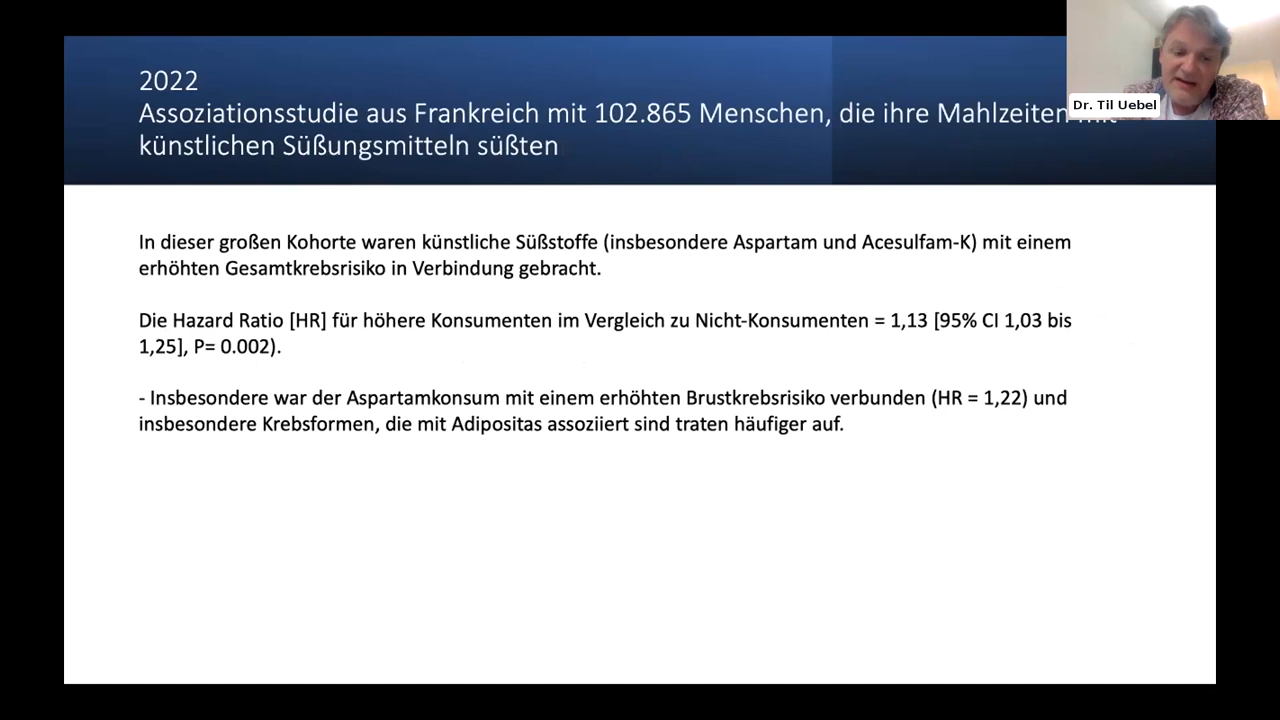 2022
Assoziationsstudie aus Frankreich mit 102.865 Menschen, die ihre Mahlzeiten mit
künstlichen Süßungsmitteln süßten
Dr. Til Uebel
In dieser großen Kohorte waren künstliche Süßstoffe (insbesondere Aspartam und Acesulfam-K) mit einem
erhöhten Gesamtkrebsrisiko in Verbindung gebracht.
Die Hazard Ratio [HR] für höhere Konsumenten im Vergleich zu Nicht-Konsumenten = 1,13 [95% CI 1,03 bis
1,25], P= 0.002).
- Insbesondere war der Aspartamkonsum mit einem erhöhten Brustkrebsrisiko verbunden (HR = 1,22) und
insbesondere Krebsformen, die mit Adipositas assoziiert sind traten häufiger auf.